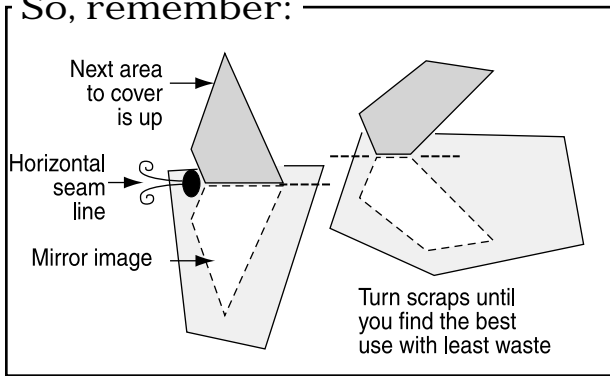 So, remember:
Next area
to cover
is up
Horizontal
seam
line
Mirror image
Turn scraps until
you find the best
use with least waste